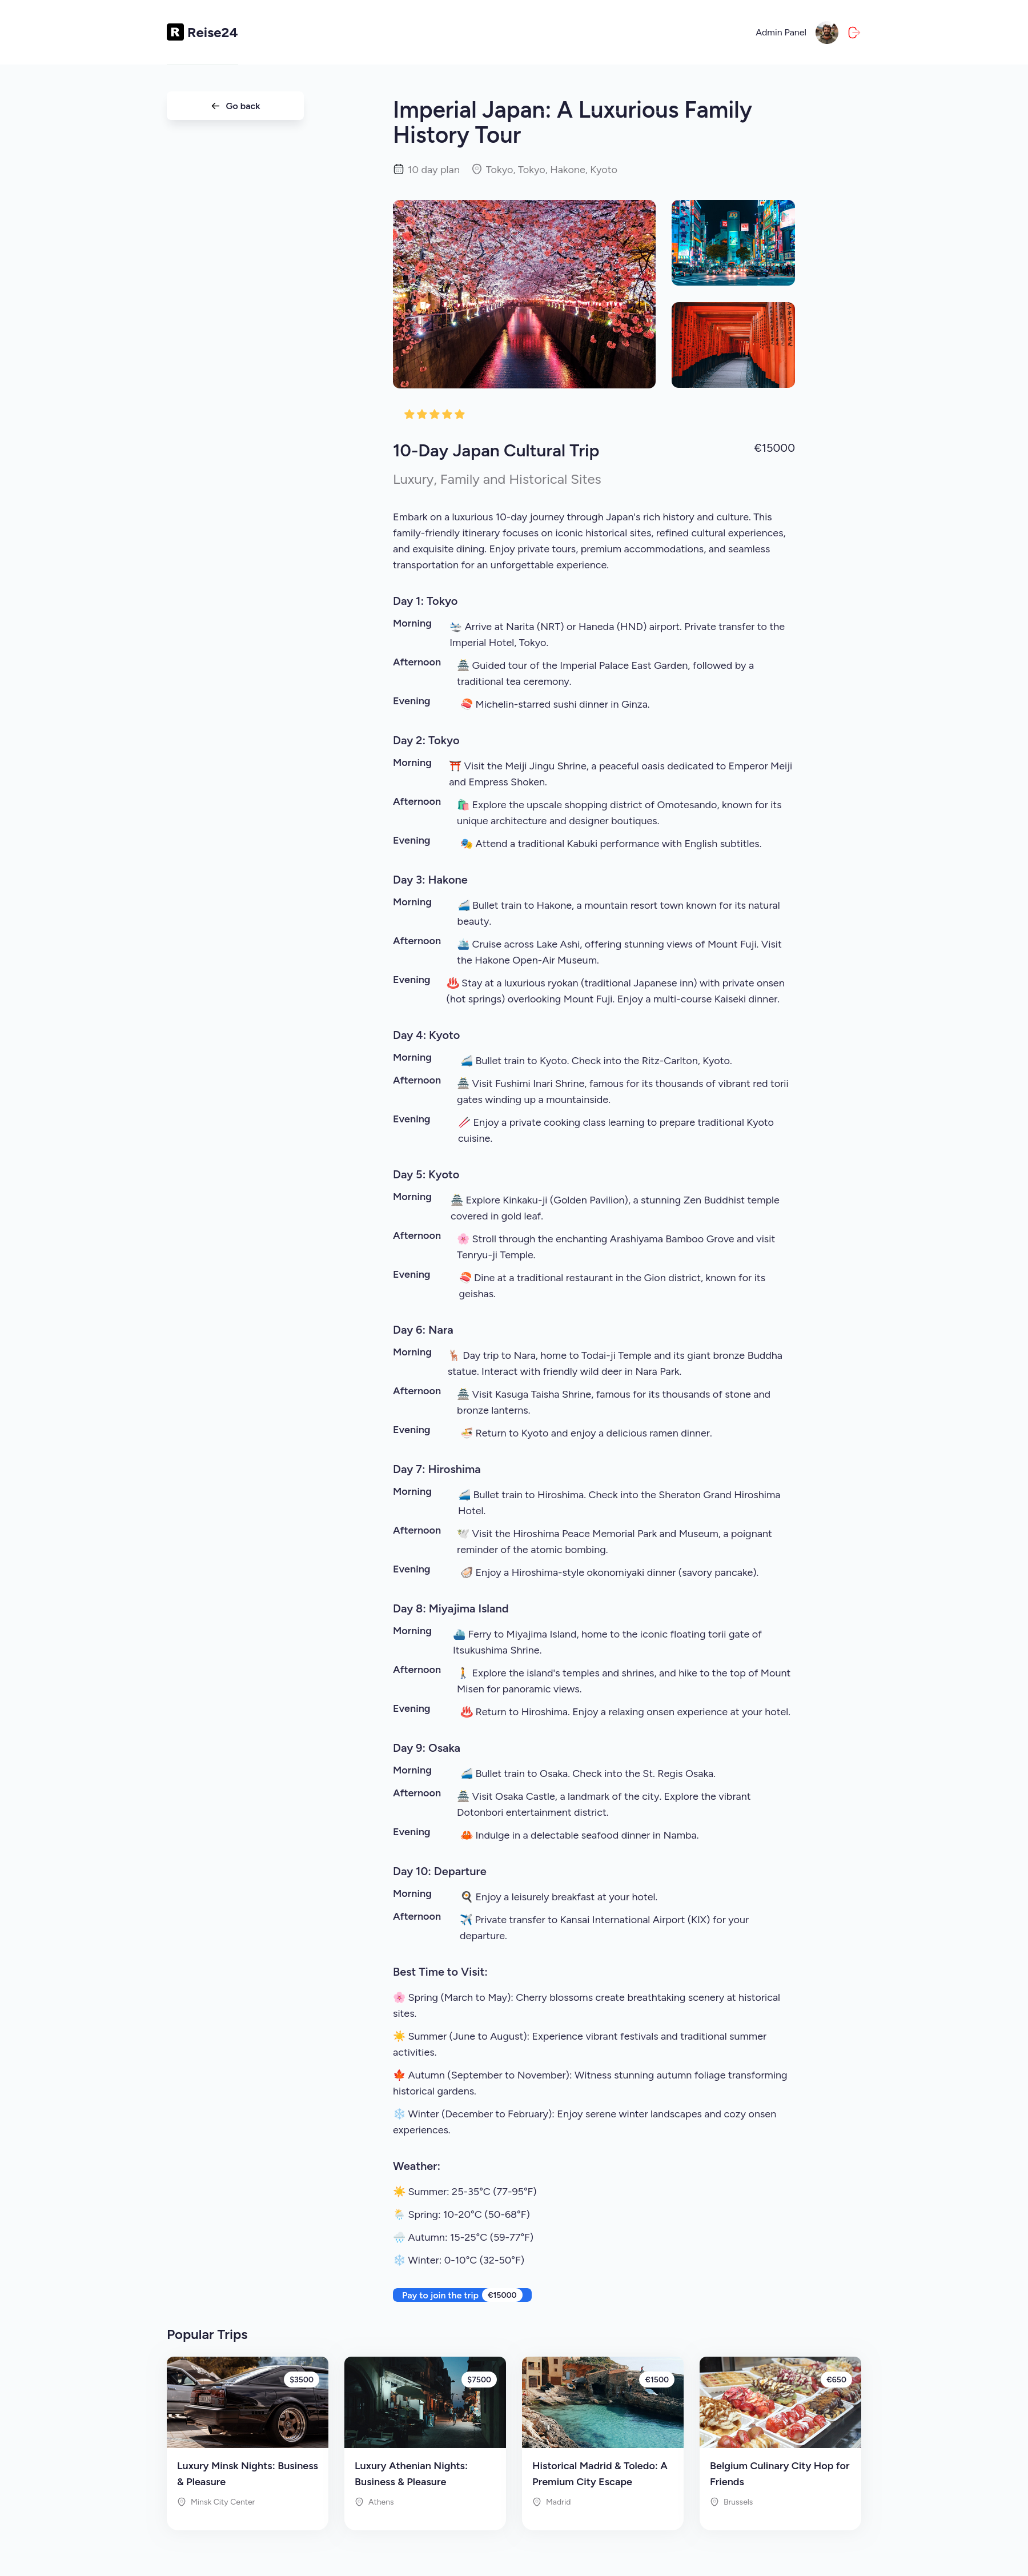 R Reise24
Admin Panel
Go back
Imperial Japan: A Luxurious Family
History Tour
10 day plan
Tokyo, Tokyo, Hakone, Kyoto
10-Day Japan Cultural Trip
€15000
Luxury, Family and Historical Sites
Embark on a luxurious 10-day journey through Japan's rich history and culture. This
family-friendly itinerary focuses on iconic historical sites, refined cultural experiences,
and exquisite dining. Enjoy private tours, premium accommodations, and seamless
transportation for an unforgettable experience.
Day 1: Tokyo
Morning
🛬 Arrive at Narita (NRT) or Haneda (HND) airport. Private transfer to the
Imperial Hotel, Tokyo.
Afternoon
🏯 Guided tour of the Imperial Palace East Garden, followed by a
traditional tea ceremony.
Evening
🍣 Michelin-starred sushi dinner in Ginza.
Day 2: Tokyo
Morning
⛩️ Visit the Meiji Jingu Shrine, a peaceful oasis dedicated to Emperor Meiji
and Empress Shoken.
Afternoon
🛍️ Explore the upscale shopping district of Omotesando, known for its
unique architecture and designer boutiques.
Evening
🎭 Attend a traditional Kabuki performance with English subtitles.
Day 3: Hakone
Morning
🚄 Bullet train to Hakone, a mountain resort town known for its natural
beauty.
Afternoon
🛳️ Cruise across Lake Ashi, offering stunning views of Mount Fuji. Visit
the Hakone Open-Air Museum.
Evening
♨️ Stay at a luxurious ryokan (traditional Japanese inn) with private onsen
(hot springs) overlooking Mount Fuji. Enjoy a multi-course Kaiseki dinner.
Day 4: Kyoto
Morning
🚄 Bullet train to Kyoto. Check into the Ritz-Carlton, Kyoto.
Afternoon
🏯 Visit Fushimi Inari Shrine, famous for its thousands of vibrant red torii
gates winding up a mountainside.
Evening
🥢 Enjoy a private cooking class learning to prepare traditional Kyoto
cuisine.
Day 5: Kyoto
Morning
🏯 Explore Kinkaku-ji (Golden Pavilion), a stunning Zen Buddhist temple
covered in gold leaf.
Afternoon
🌸 Stroll through the enchanting Arashiyama Bamboo Grove and visit
Tenryu-ji Temple.
Evening
🍣 Dine at a traditional restaurant in the Gion district, known for its
geishas.
Day 6: Nara
Morning
🦌 Day trip to Nara, home to Todai-ji Temple and its giant bronze Buddha
statue. Interact with friendly wild deer in Nara Park.
Afternoon
🏯 Visit Kasuga Taisha Shrine, famous for its thousands of stone and
bronze lanterns.
Evening
🍜 Return to Kyoto and enjoy a delicious ramen dinner.
Day 7: Hiroshima
Morning
🚄 Bullet train to Hiroshima. Check into the Sheraton Grand Hiroshima
Hotel.
Afternoon
🕊️ Visit the Hiroshima Peace Memorial Park and Museum, a poignant
reminder of the atomic bombing.
Evening
🦪 Enjoy a Hiroshima-style okonomiyaki dinner (savory pancake).
Day 8: Miyajima Island
Morning
⛴️ Ferry to Miyajima Island, home to the iconic floating torii gate of
Itsukushima Shrine.
Afternoon
🚶 Explore the island's temples and shrines, and hike to the top of Mount
Misen for panoramic views.
Evening
♨️ Return to Hiroshima. Enjoy a relaxing onsen experience at your hotel.
Day 9: Osaka
Morning
🚄 Bullet train to Osaka. Check into the St. Regis Osaka.
Afternoon
🏯 Visit Osaka Castle, a landmark of the city. Explore the vibrant
Dotonbori entertainment district.
Evening
🦀 Indulge in a delectable seafood dinner in Namba.
Day 10: Departure
Morning
🍳 Enjoy a leisurely breakfast at your hotel.
Afternoon
✈️ Private transfer to Kansai International Airport (KIX) for your
departure.
Best Time to Visit:
🌸 Spring (March to May): Cherry blossoms create breathtaking scenery at historical
sites.
☀️ Summer (June to August): Experience vibrant festivals and traditional summer
activities.
🍁 Autumn (September to November): Witness stunning autumn foliage transforming
historical gardens.
❄️ Winter (December to February): Enjoy serene winter landscapes and cozy onsen
experiences.
Weather:
☀️ Summer: 25-35°C (77-95°F)
🌦️ Spring: 10-20°C (50-68°F)
🌧️ Autumn: 15-25°C (59-77°F)
❄️ Winter: 0-10°C (32-50°F)
Pay to join the trip €15000
Popular Trips
$3500
Luxury Minsk Nights: Business
& Pleasure
Minsk City Center
$7500
Luxury Athenian Nights:
Business & Pleasure
Athens
€1500
Historical Madrid & Toledo: A
Premium City Escape
Madrid
€650
Belgium Culinary City Hop for
Friends
Brussels